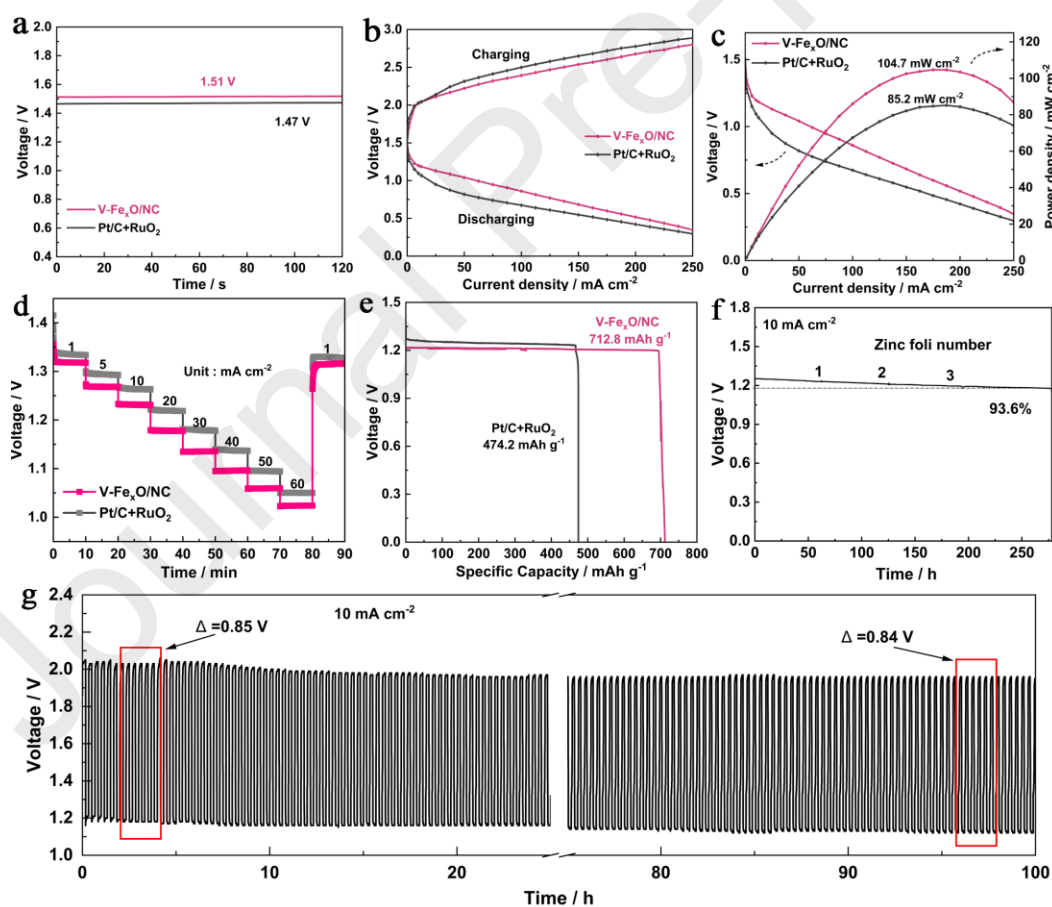 Journal Pre-
a
2.0
1.8
1.6
1.4
1.2
1.0
0.8
0.6
0.4
Voltage / V
1.51 V
1.47 V
V-FeₓO/NC
Pt/C+RuO₂
0
20
40
60
80
100
120
Time / s
b
3.0
2.5
2.0
1.5
1.0
0.5
0.0
Voltage / V
Charging
V-FeₓO/NC
Pt/C+RuO₂
Discharging
0
50
100
150
200
250
Current density / mA cm⁻²
c
1.5
1.0
0.5
0.0
Voltage / V
V-FeₓO/NC
Pt/C+RuO₂
104.7 mW cm⁻²
85.2 mW cm⁻²
120
100
80
60
40
20
0
Power density / mW cm⁻²
0
50
100
150
200
250
Current density / mA cm⁻²
d
1.4
1.3
1.2
1.1
1.0
Voltage / V
1
5
10
20
30
40
50
60
1
Unit : mA cm⁻²
V-FeₓO/NC
Pt/C+RuO₂
0
10
20
30
40
50
60
70
80
90
Time / min
e
1.5
1.2
0.9
0.6
0.3
0.0
Voltage / V
V-FeₓO/NC
712.8 mAh g⁻¹
Pt/C+RuO₂
474.2 mAh g⁻¹
0
100
200
300
400
500
600
700
800
Specific Capacity / mAh g⁻¹
f
1.8
1.5
1.2
0.9
0.6
0.3
0.0
Voltage / V
10 mA cm⁻²
Zinc foli number
1
2
3
93.6%
0
50
100
150
200
250
Time / h
g
2.4
2.2
2.0
1.8
1.6
1.4
1.2
1.0
Voltage / V
10 mA cm⁻²
Δ =0.85 V
Δ =0.84 V
0
5
10
15
20
80
90
100
Time / h